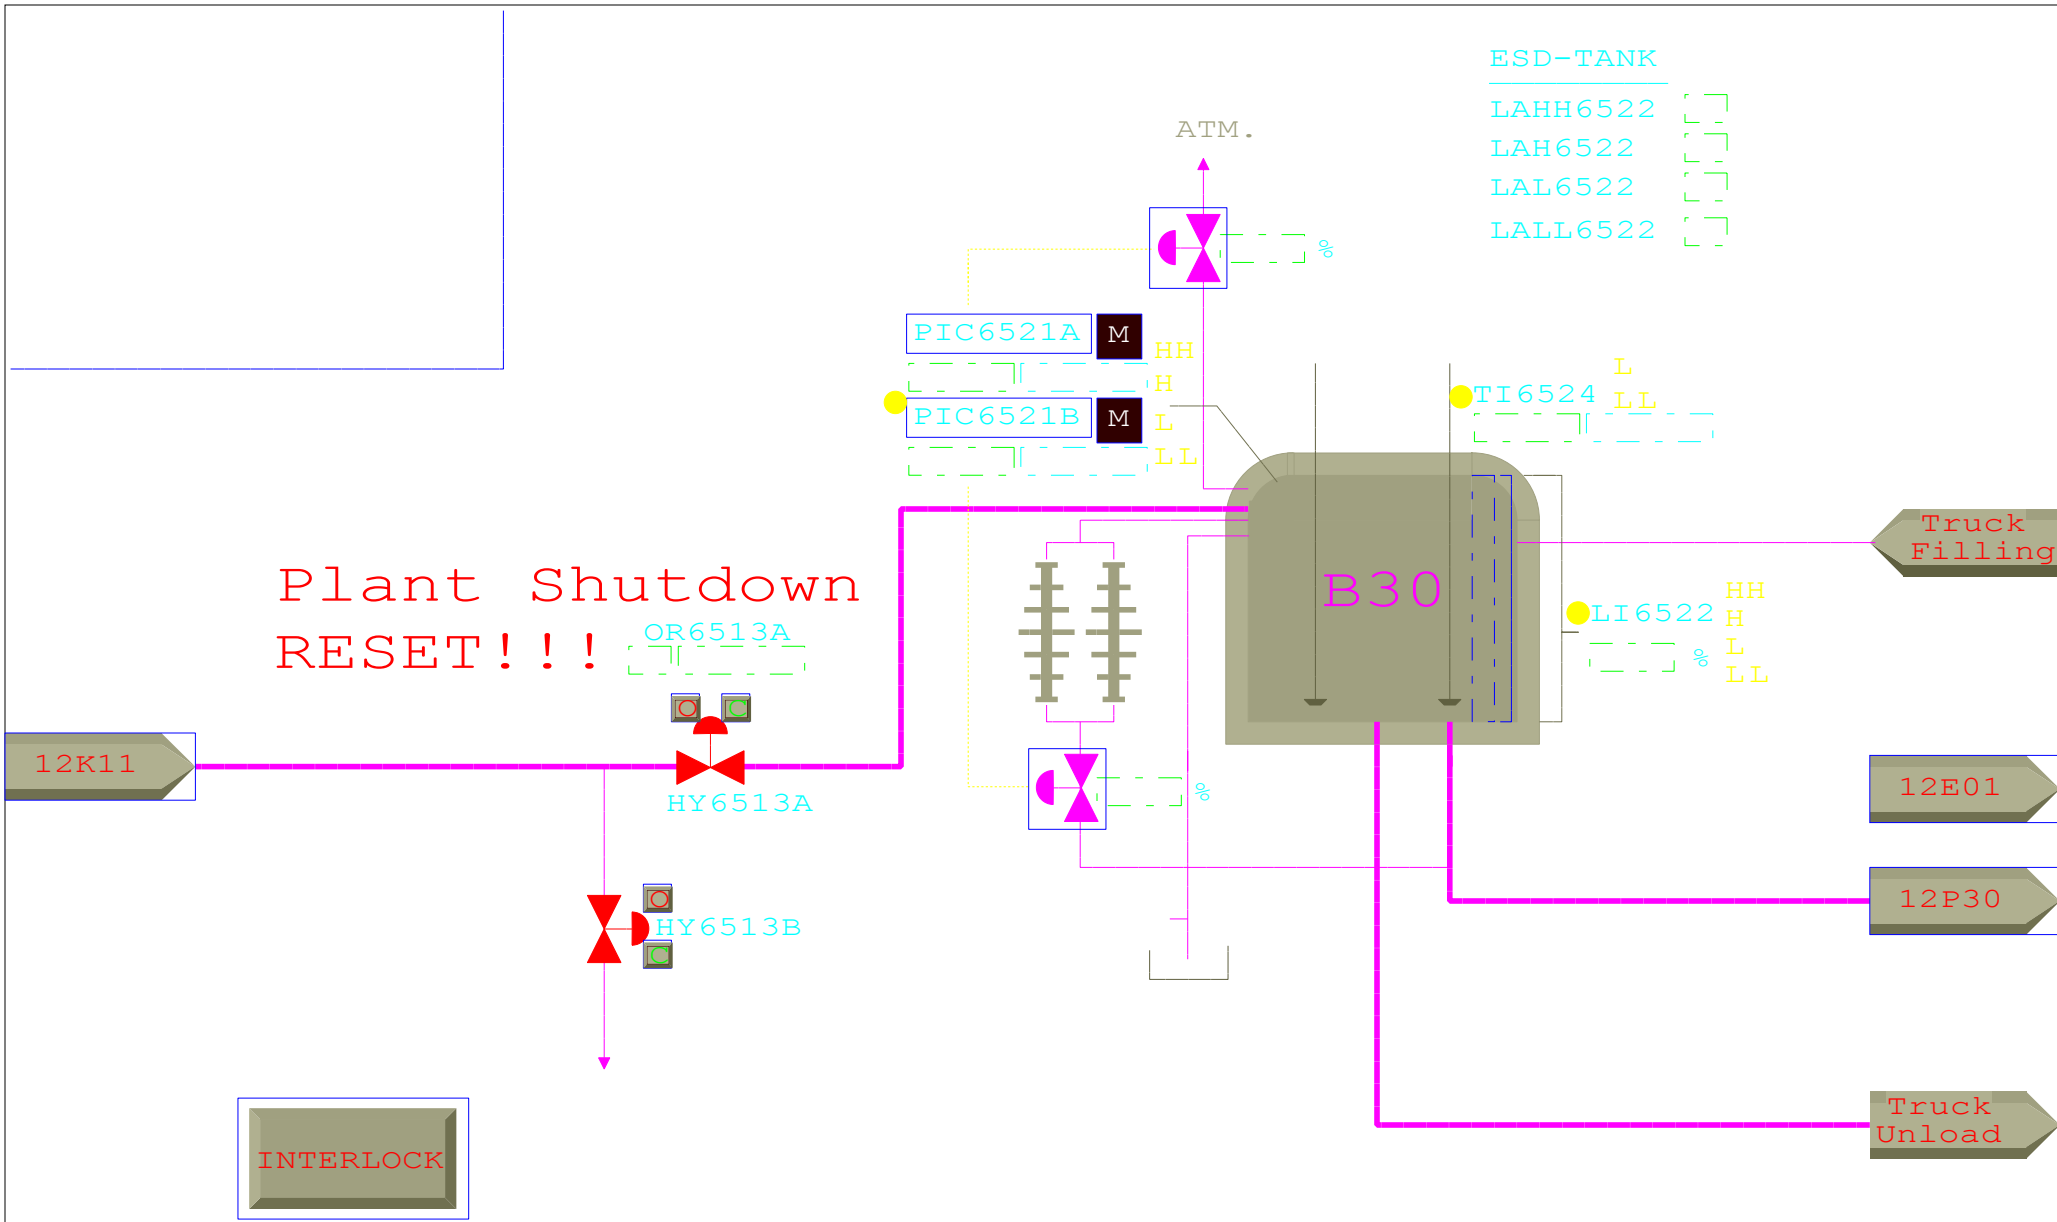 ESD-TANK
LAHH6522
LAH6522
LAL6522
LALL6522
ATM.
%
PIC6521A M
HH
H
PIC6521B M
L
LL
L
TI6524
LL
Truck
Filling
B30
Plant Shutdown
RESET!!!
OR6513A
O C
HH
LI6522
H
L
%
LL
12K11
HY6513A
%
12E01
O
HY6513B
C
12P30
Truck
Unload
INTERLOCK